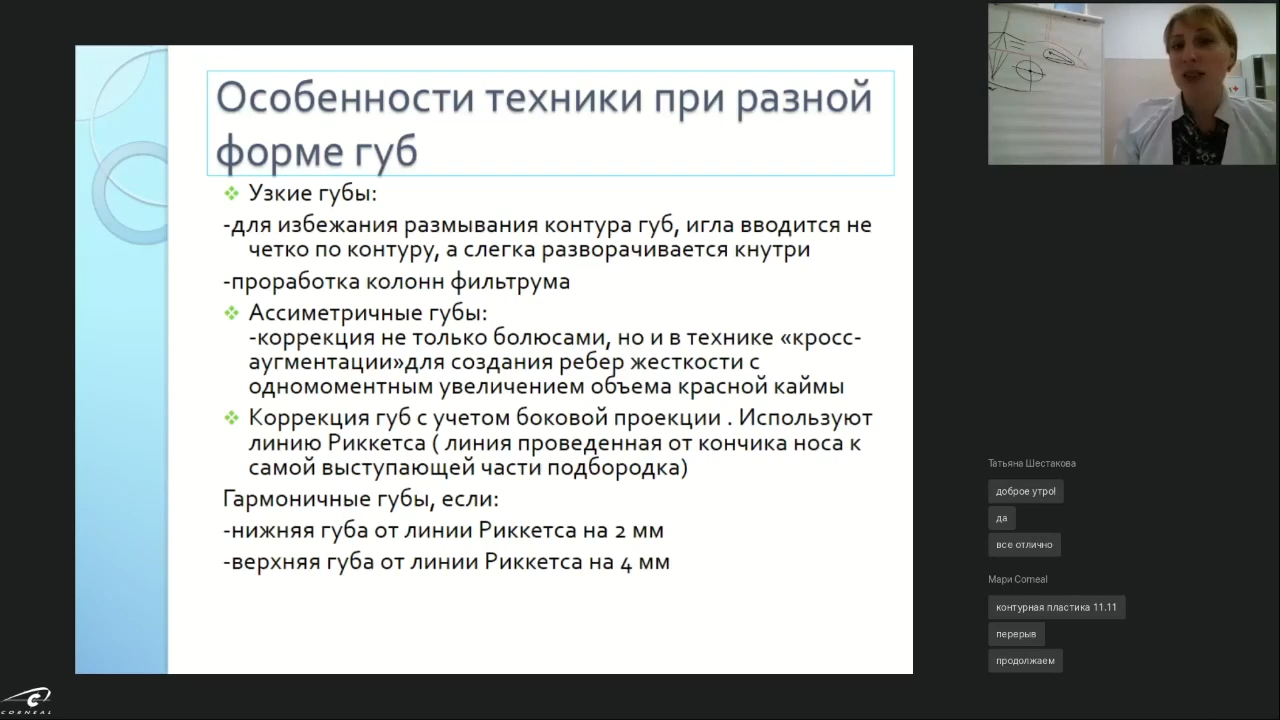 Особенности техники при разной
форме губ
Узкие губы:
-для избежания размывания контура губ, игла вводится не
четко по контуру, а слегка разворачивается кнутри
-проработка колонн фильтрума
Ассиметричные губы:
-коррекция не только болюсами, но и в технике «кросс-
аугментации»для создания ребер жесткости с
одномоментным увеличением объема красной каймы
Коррекция губ с учетом боковой проекции . Используют
линию Риккетса ( линия проведенная от кончика носа к
самой выступающей части подбородка)
Гармоничные губы, если:
-нижняя губа от линии Риккетса на 2 мм
-верхняя губа от линии Риккетса на 4 мм
Татьяна Шестакова
доброе утро!
да
все отлично
Мари Corneal
контурная пластика 11.11
перерыв
продолжаем
CORNEAL